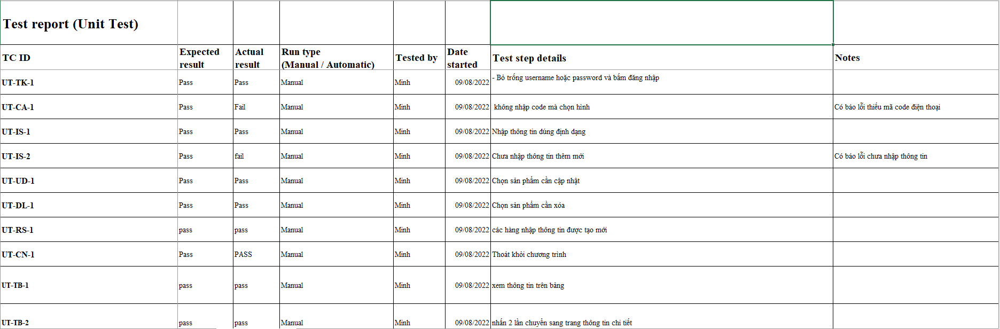 Test report (Unit Test)
TC ID Expected result Actual result Run type (Manual / Automatic) Tested by Date started Test step details Notes
UT-TK-1 Pass Pass Manual Minh 09/08/2022 - Bỏ trống username hoặc password và bấm đăng nhập
UT-CA-1 Pass Fail Manual Minh 09/08/2022 không nhập code mà chọn hình Có báo lỗi thiếu mã code điện thoại
UT-IS-1 Pass Pass Manual Minh 09/08/2022 Nhập thông tin đúng định dạng
UT-IS-2 Pass fail Manual Minh 09/08/2022 Chưa nhập thông tin thêm mới Có báo lỗi chưa nhập thông tin
UT-UD-1 Pass Pass Manual Minh 09/08/2022 Chọn sản phẩm cần cập nhật
UT-DL-1 Pass Pass Manual Minh 09/08/2022 Chọn sản phẩm cần xóa
UT-RS-1 pass pass Manual Minh 09/08/2022 các hàng nhập thông tin được tạo mới
UT-CN-1 Pass PASS Manual Minh 09/08/2022 Thoát khỏi chương trình
UT-TB-1 pass pass Manual Minh 09/08/2022 xem thông tin trên bảng
UT-TB-2 pass pass Manual Minh 09/08/2022 nhấn 2 lần chuyển sang trang thông tin chi tiết